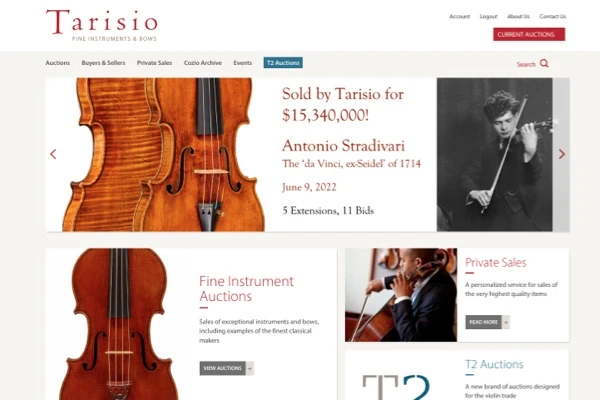 Tarisio
FINE INSTRUMENTS & BOWS
Account Logout About Us Contact Us
CURRENT AUCTIONS
Auctions Buyers & Sellers Private Sales Cozio Archive Events T2 Auctions
Search
Sold by Tarisio for
$15,340,000!
Antonio Stradivari
The ‘da Vinci, ex-Seidel’ of 1714
June 9, 2022
5 Extensions, 11 Bids
Fine Instrument
Auctions
Sales of exceptional instruments and bows,
including examples of the finest classical
makers
VIEW AUCTIONS
Private Sales
A personalized service for sales of
the very highest quality items
READ MORE
T2
T2 Auctions
A new brand of auctions designed
for the violin trade